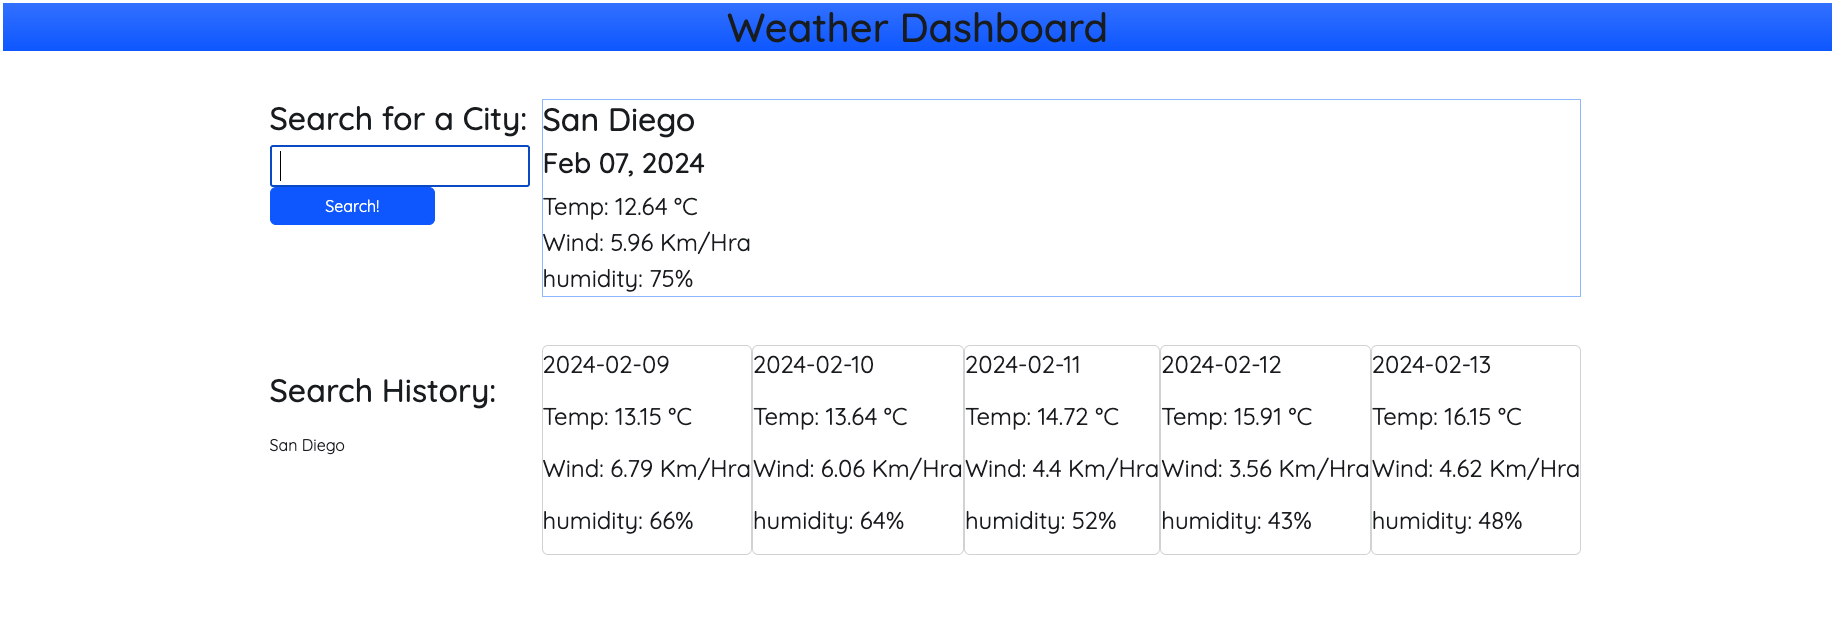 Weather Dashboard
Search for a City:
Search!
San Diego
Feb 07, 2024
Temp: 12.64 °C
Wind: 5.96 Km/Hra
humidity: 75%
Search History:
San Diego
2024-02-09
Temp: 13.15 °C
Wind: 6.79 Km/Hra
humidity: 66%
2024-02-10
Temp: 13.64 °C
Wind: 6.06 Km/Hra
humidity: 64%
2024-02-11
Temp: 14.72 °C
Wind: 4.4 Km/Hra
humidity: 52%
2024-02-12
Temp: 15.91 °C
Wind: 3.56 Km/Hra
humidity: 43%
2024-02-13
Temp: 16.15 °C
Wind: 4.62 Km/Hra
humidity: 48%